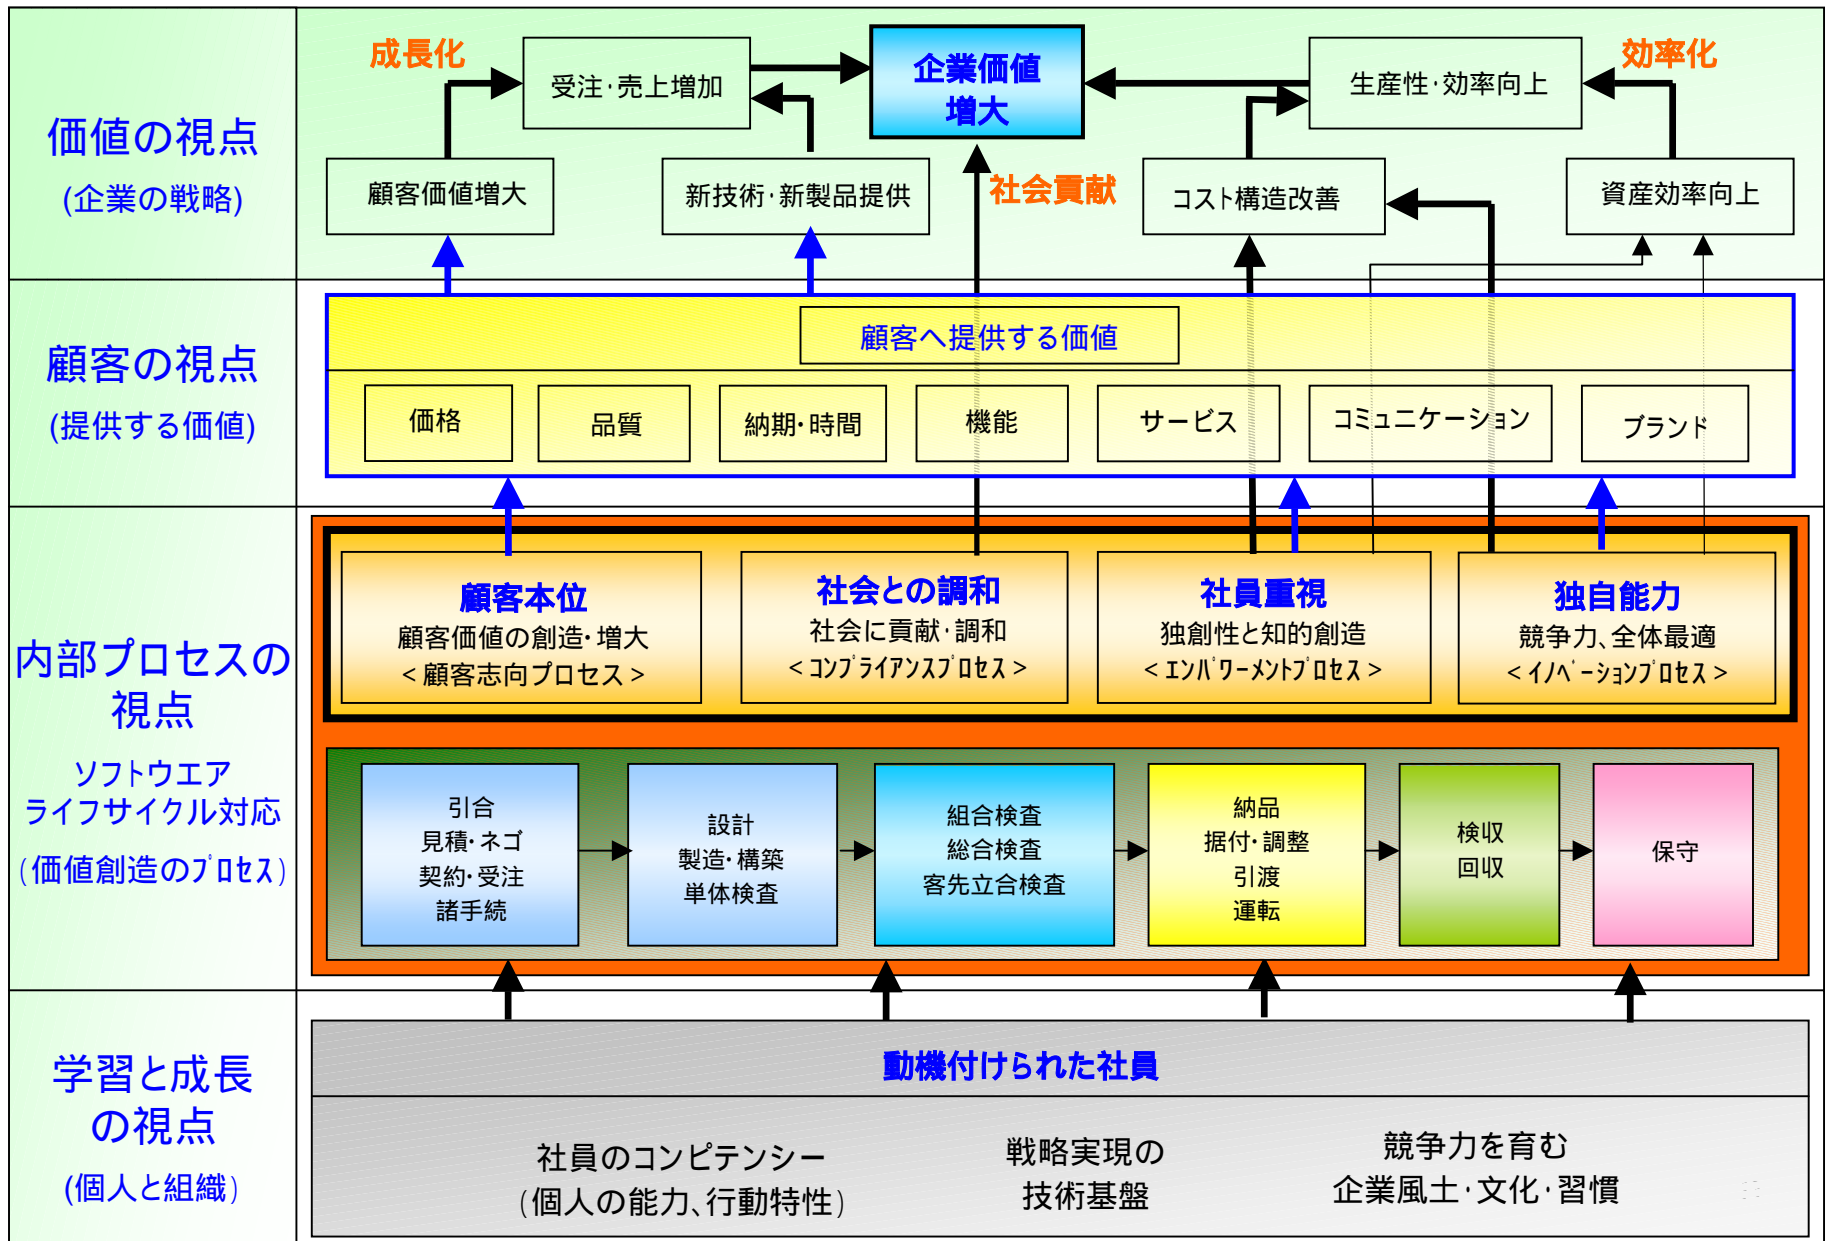 価値の視点
(企業の戦略)
成長化
受注・売上増加
企業価値
増大
生産性・効率向上
効率化
顧客価値増大
新技術・新製品提供
社会貢献
コスト構造改善
資産効率向上
顧客の視点
(提供する価値)
顧客へ提供する価値
価格
品質
納期・時間
機能
サービス
コミュニケーション
ブランド
内部プロセスの
視点
ソフトウエア
ライフサイクル対応
(価値創造のプロセス)
顧客本位
顧客価値の創造・増大
<顧客志向プロセス>
社会との調和
社会に貢献・調和
<コンプライアンスプロセス>
社員重視
独創性と知的創造
<エンパワーメントプロセス>
独自能力
競争力、全体最適
<イノベーションプロセス>
引合
見積・ネゴ
契約・受注
諸手続
設計
製造・構築
単体検査
組合検査
総合検査
客先立合検査
納品
据付・調整
引渡
運転
検収
回収
保守
学習と成長
の視点
(個人と組織)
動機付けられた社員
社員のコンピテンシー
(個人の能力、行動特性)
戦略実現の
技術基盤
競争力を育む
企業風土・文化・習慣